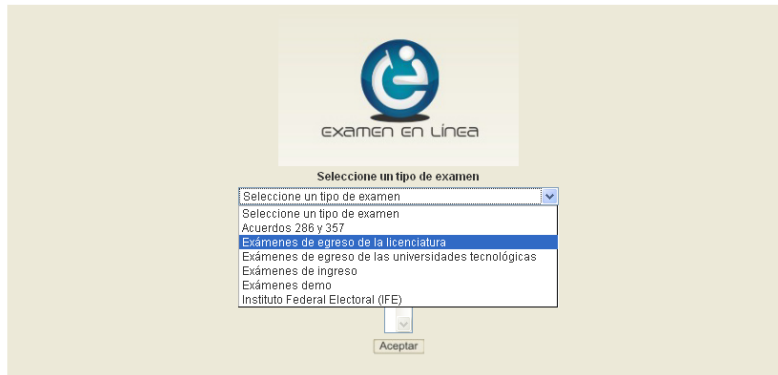 examen en Línea
Seleccione un tipo de examen
Seleccione un tipo de examen
Seleccione un tipo de examen
Acuerdos 286 y 357
Exámenes de egreso de la licenciatura
Exámenes de egreso de las universidades tecnológicas
Exámenes de ingreso
Exámenes demo
Instituto Federal Electoral (IFE)
Aceptar